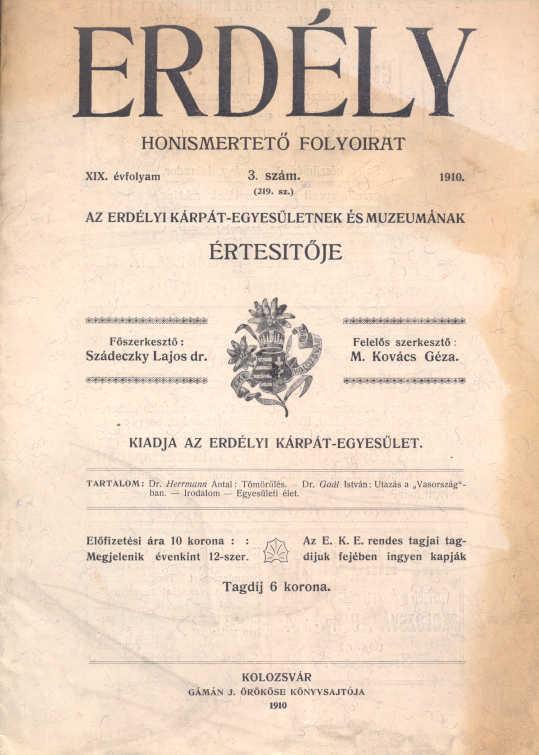 ERDÉLY
HONISMERTETŐ FOLYOIRAT
XIX. évfolyam 3. szám. 1910.
(219. sz.)
AZ ERDÉLYI KÁRPÁT-EGYESÜLETNEK ÉS MUZEUMÁNAK
ÉRTESITŐJE
Főszerkesztő:
Szádeczky Lajos dr.
Felelős szerkesztő:
M. Kovács Géza.
KIADJA AZ ERDÉLYI KÁRPÁT-EGYESÜLET.
TARTALOM: Dr. Herrmann Antal: Tömörülés. — Dr. Gaál István: Utazás a „Vasország"-
ban. — Irodalom — Egyesületi élet.
Előfizetési ára 10 korona : :
Megjelenik évenkint 12-szer.
Az E. K. E. rendes tagjai tag-
dijuk fejében ingyen kapják
Tagdij 6 korona.
KOLOZSVÁR
GÁMÁN J. ÖRÖKÖSE KÖNYVSAJTÓJA
1910